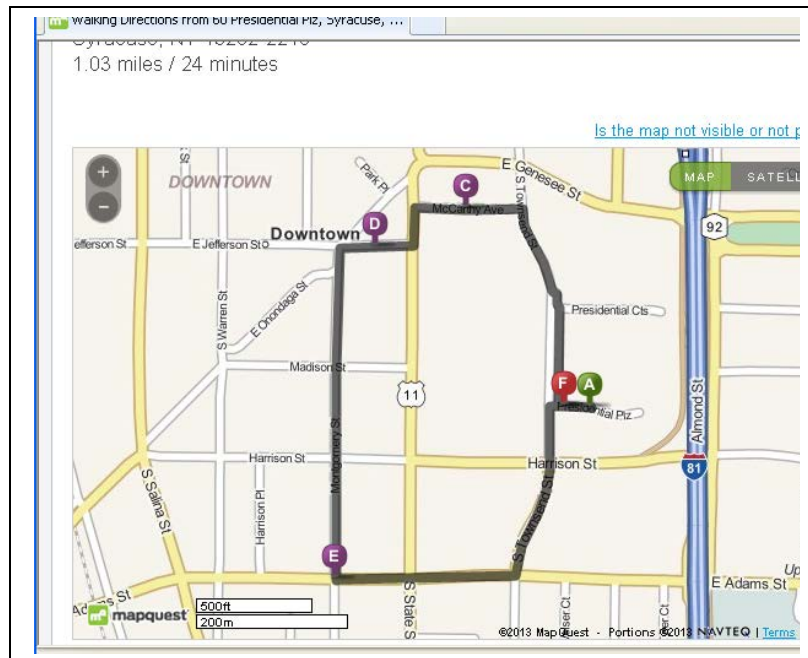 Walking Directions from 60 Presidential Plz, Syracuse, ...
Syracuse, NY 13202-2210
1.03 miles / 24 minutes
Is the map not visible or not p
+
−
DOWNTOWN
Park Pl
E Genesee St
MAP
SATELL
C
McCarthy Ave
S Townsend St
92
D
Downtown
efferson St
E Jefferson St
S Warren St
E Onondaga St
Presidential Cts
Madison St
11
F
A
Presidential Plz
Almond St
Montgomery St
Harrison St
Harrison St
81
S Salina St
Harrison Pl
S Townsend St
E
Adams St
E Adams St
S State S
mapquest
500ft
200m
©2013 MapQuest - Portions ©2013 NAVTEQ | Terms